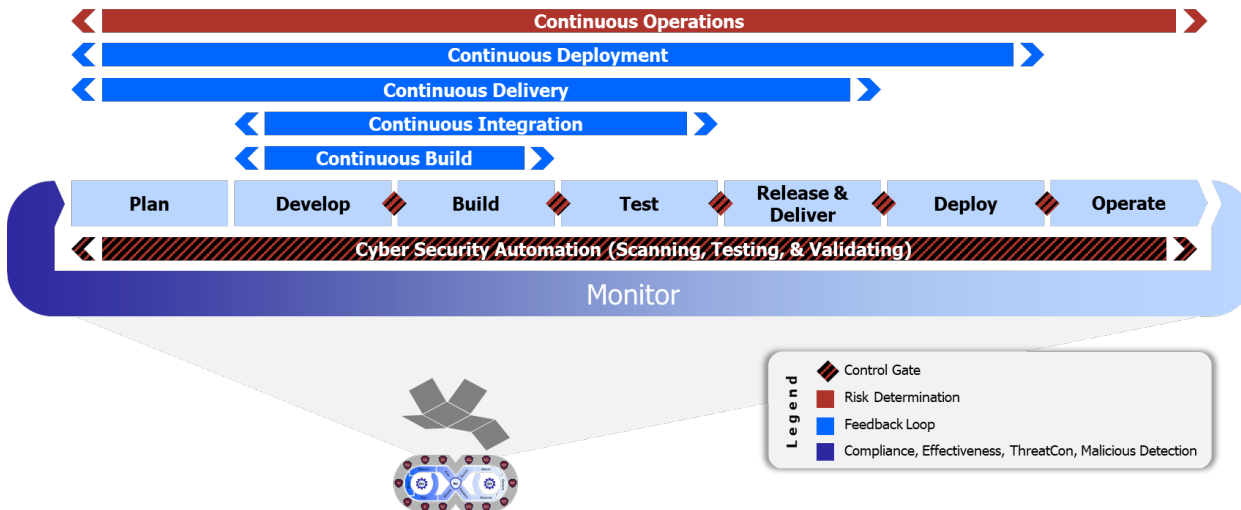 Continuous Operations
Continuous Deployment
Continuous Delivery
Continuous Integration
Continuous Build
Plan
Develop
Build
Test
Release &
Deliver
Deploy
Operate
Cyber Security Automation (Scanning, Testing, & Validating)
Monitor
Legend
Control Gate
Risk Determination
Feedback Loop
Compliance, Effectiveness, ThreatCon, Malicious Detection